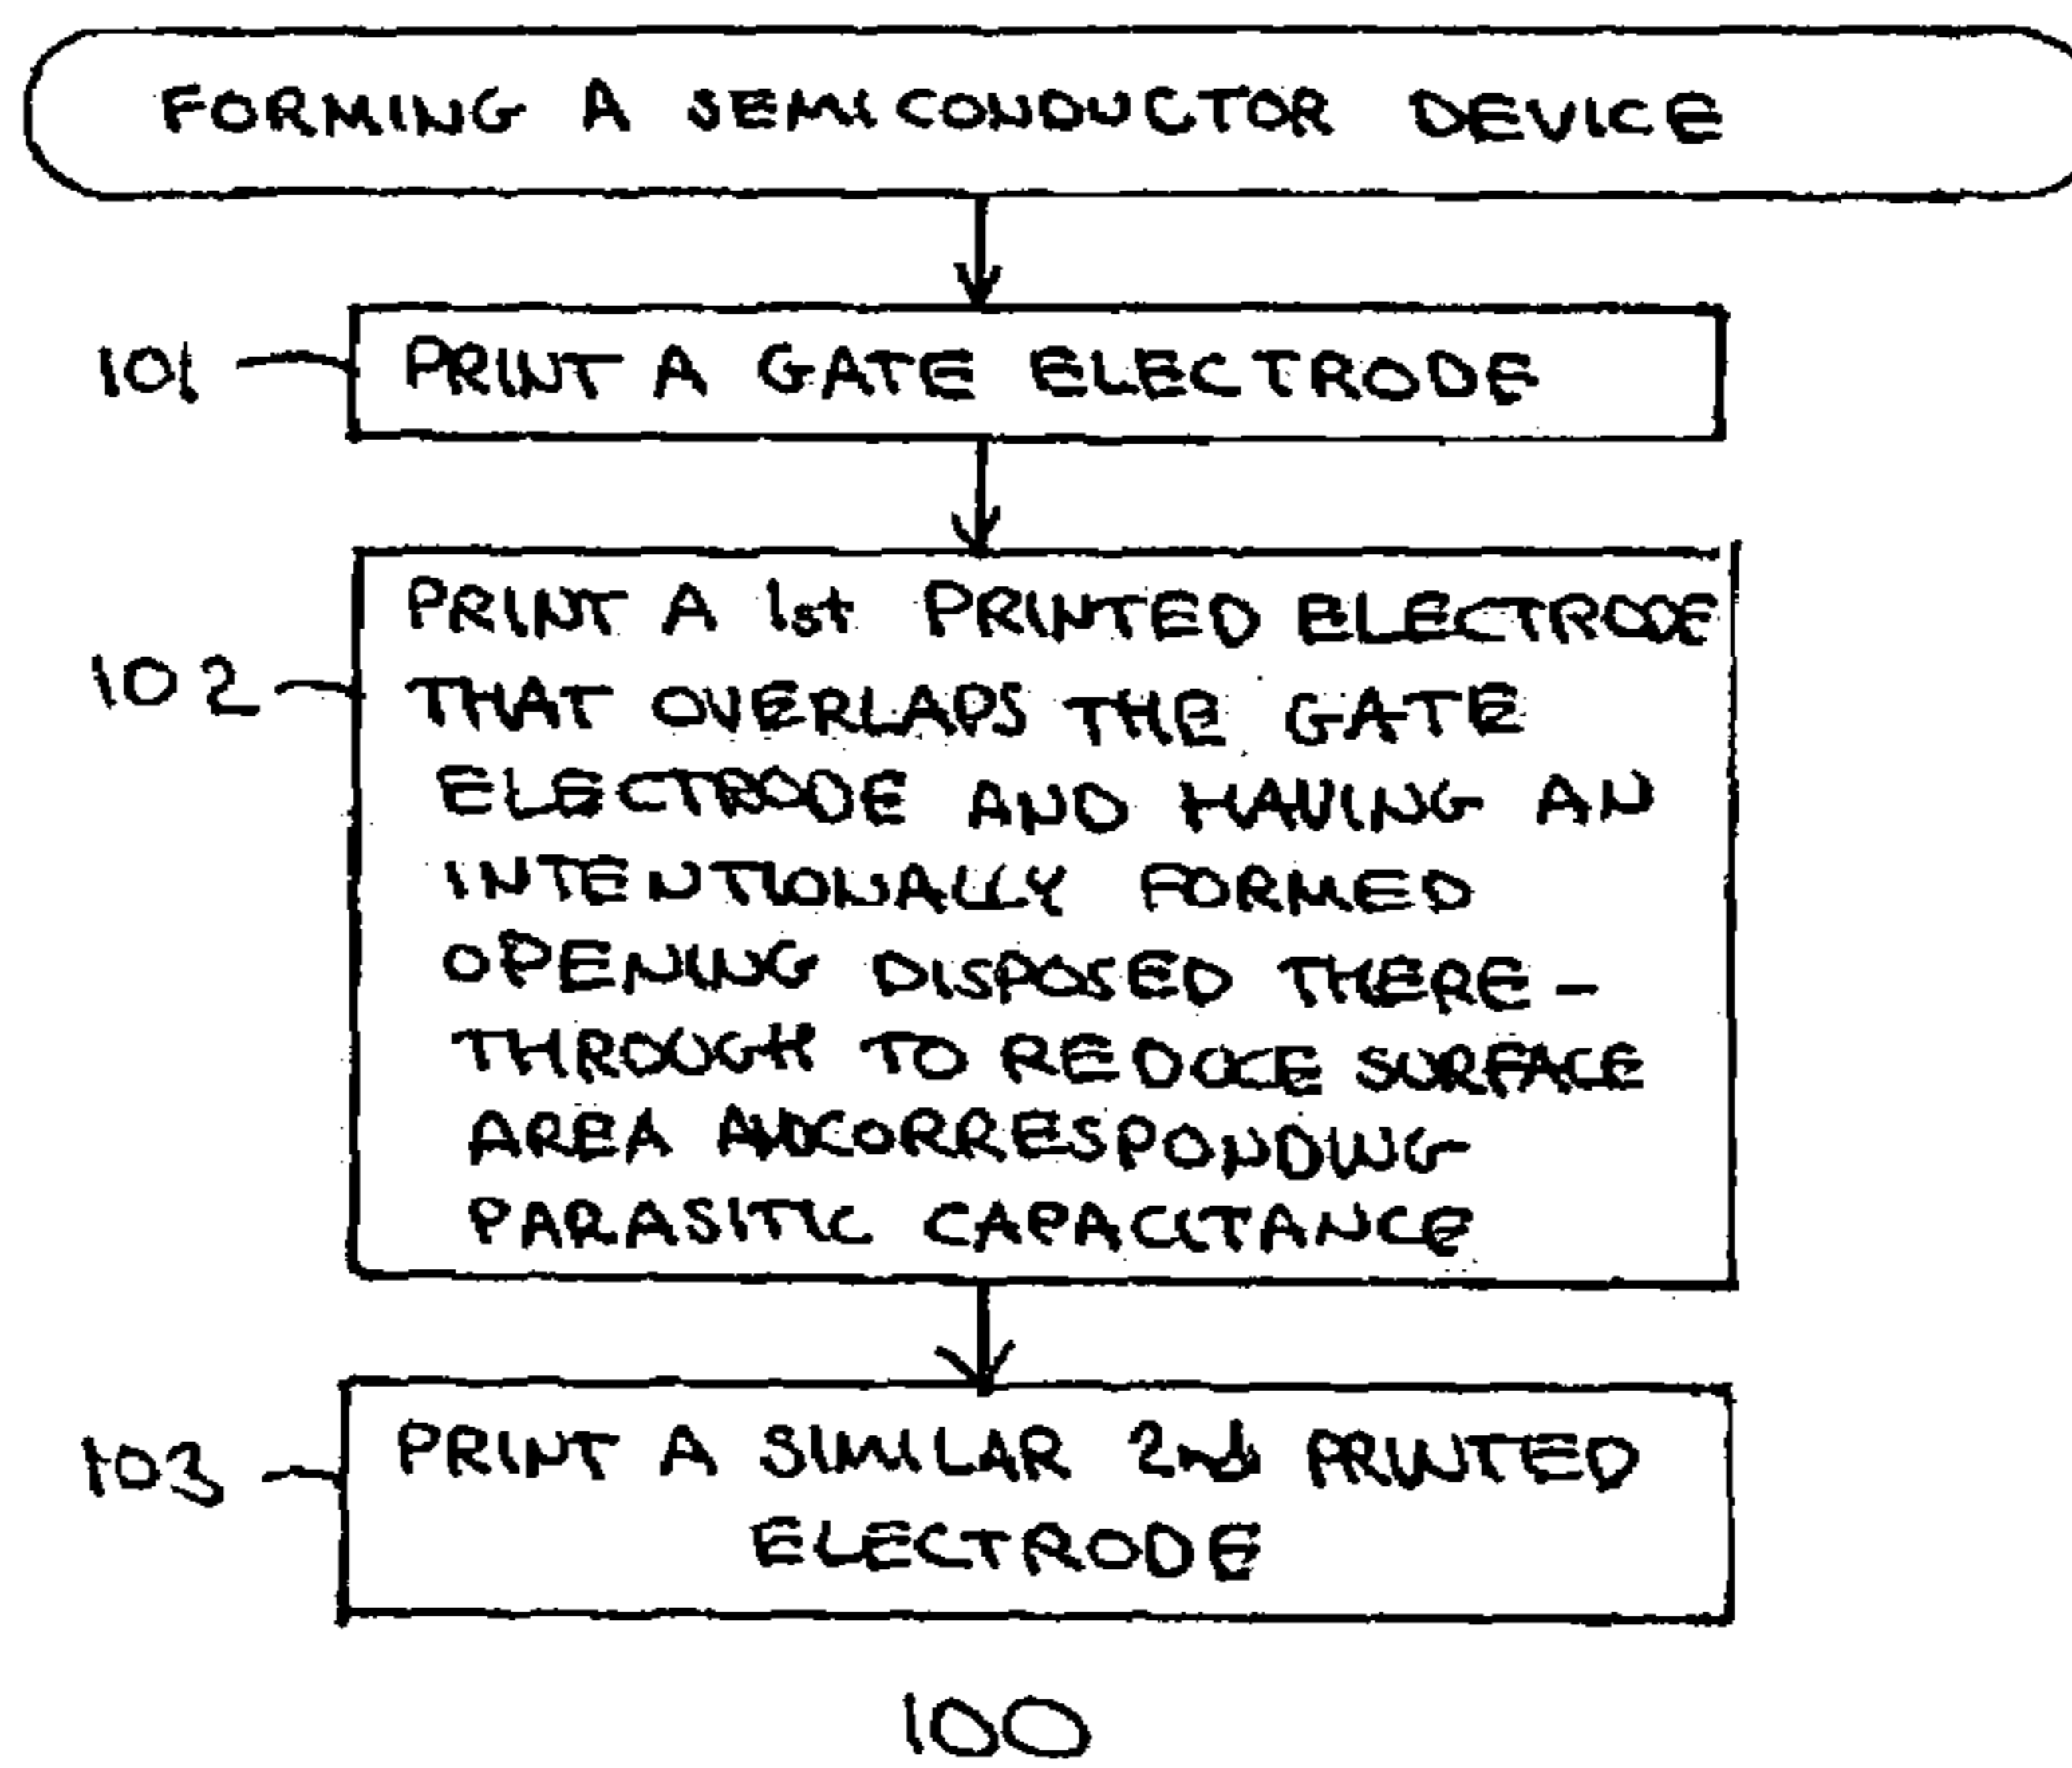 FORMING A SEMICONDUCTOR DEVICE
101
PRINT A GATE ELECTRODE
102
PRINT A 1st PRINTED ELECTRODE
THAT OVERLAPS THE GATE
ELECTRODE AND HAVING AN
INTENTIONALLY FORMED
OPENING DISPOSED THERE-
THROUGH TO REDUCE SURFACE
AREA AND CORRESPONDING
PARASITIC CAPACITANCE
103
PRINT A SIMILAR 2nd PRINTED
ELECTRODE
100